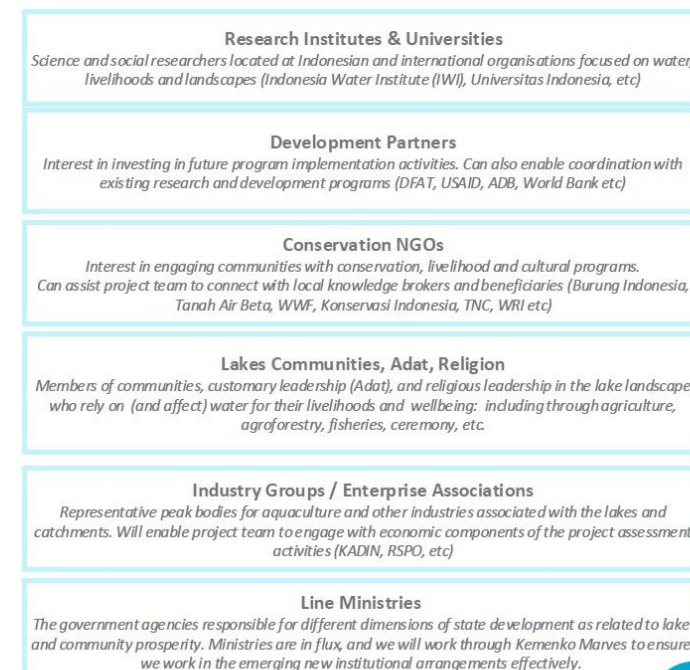 Research Institutes & Universities
Science and social researchers located at Indonesian and international organisations focused on water,
livelihoods and landscapes (Indonesia Water Institute (IWI), Universitas Indonesia, etc)
Development Partners
Interest in investing in future program implementation activities. Can also enable coordination with
existing research and development programs (DFAT, USAID, ADB, World Bank etc)
Conservation NGOs
Interest in engaging communities with conservation, livelihood and cultural programs.
Can assist project team to connect with local knowledge brokers and beneficiaries (Burung Indonesia,
Tanah Air Beta, WWF, Konservasi Indonesia, TNC, WRI etc)
Lakes Communities, Adat, Religion
Members of communities, customary leadership (Adat), and religious leadership in the lake landscape
who rely on (and affect) water for their livelihoods and wellbeing: including through agriculture,
agroforestry, fisheries, ceremony, etc.
Industry Groups / Enterprise Associations
Representative peak bodies for aquaculture and other industries associated with the lakes and
catchments. Will enable project team to engage with economic components of the project assessment
activities (KADIN, RSPO, etc)
Line Ministries
The government agencies responsible for different dimensions of state development as related to lake
and community prosperity. Ministries are in flux, and we will work through Kemenko Marves to ensure
we work in the emerging new institutional arrangements effectively.